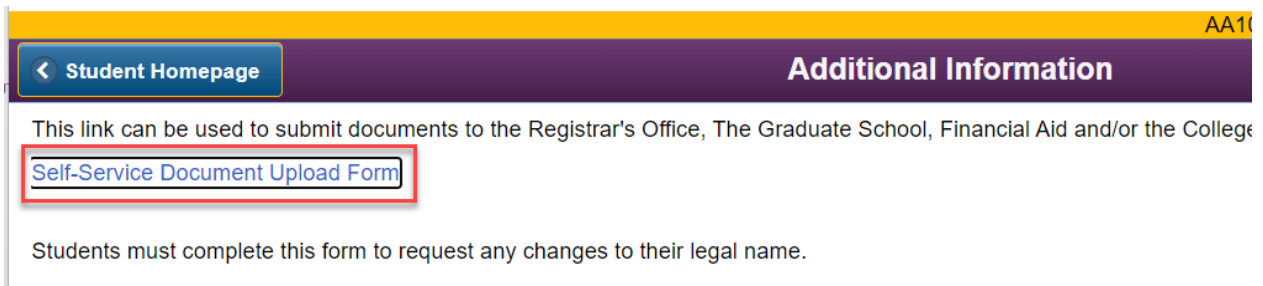 AA10
Student Homepage
Additional Information
This link can be used to submit documents to the Registrar's Office, The Graduate School, Financial Aid and/or the College
Self-Service Document Upload Form
Students must complete this form to request any changes to their legal name.